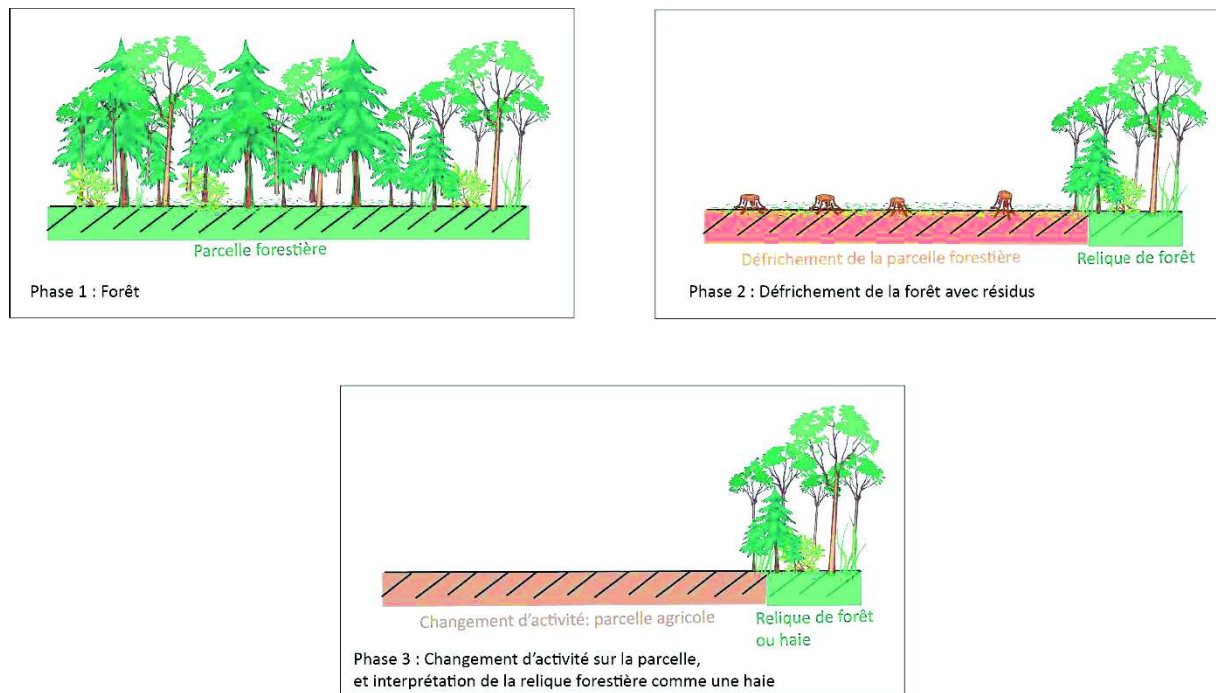 Parcelle forestière
Phase 1 : Forêt
Défrichement de la parcelle forestière
Relique de forêt
Phase 2 : Défrichement de la forêt avec résidus
Changement d'activité: parcelle agricole
Relique de forêt
ou haie
Phase 3 : Changement d'activité sur la parcelle,
et interprétation de la relique forestière comme une haie